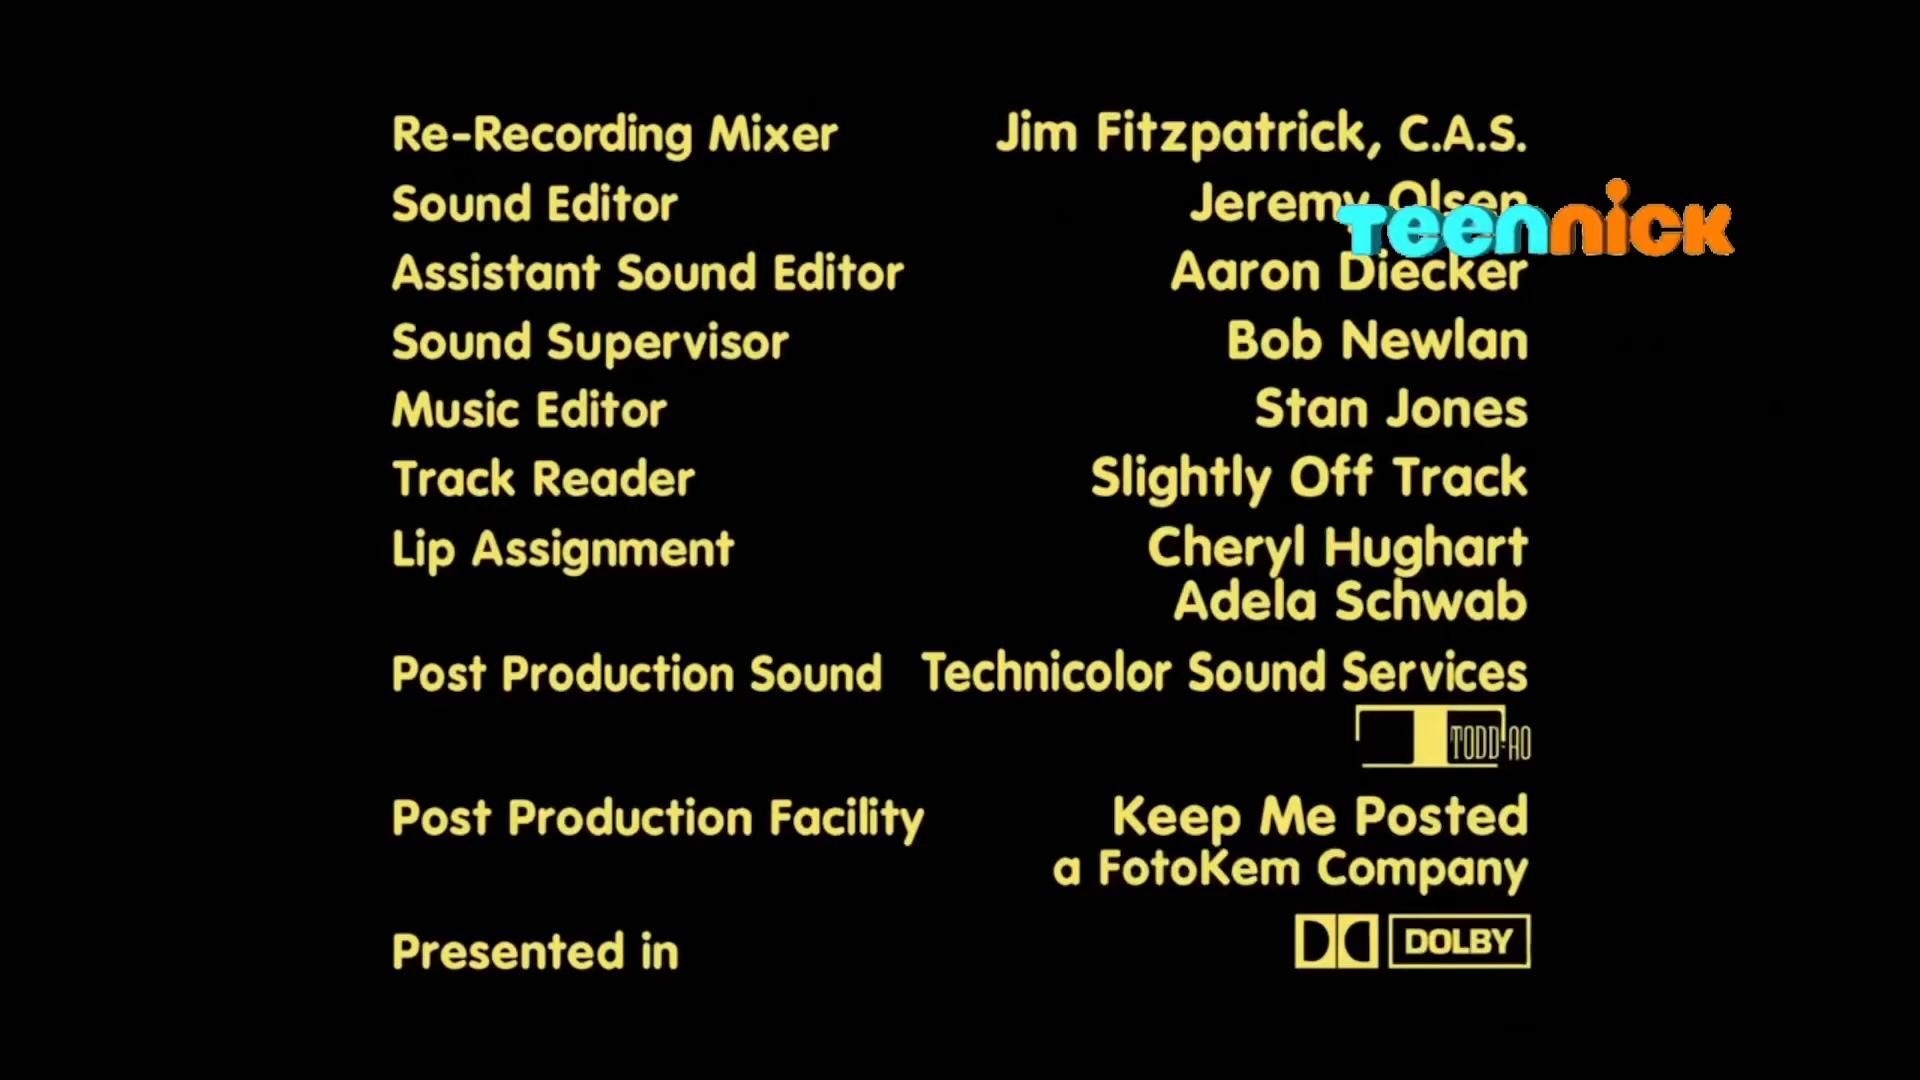 Re-Recording Mixer Jim Fitzpatrick, C.A.S.
Sound Editor Jeremy Olsen
TEENNICK
Assistant Sound Editor Aaron Diecker
Sound Supervisor Bob Newlan
Music Editor Stan Jones
Track Reader Slightly Off Track
Lip Assignment Cheryl Hughart
Adela Schwab
Post Production Sound Technicolor Sound Services
TODD-AO
Post Production Facility Keep Me Posted
a FotoKem Company
Presented in DOLBY